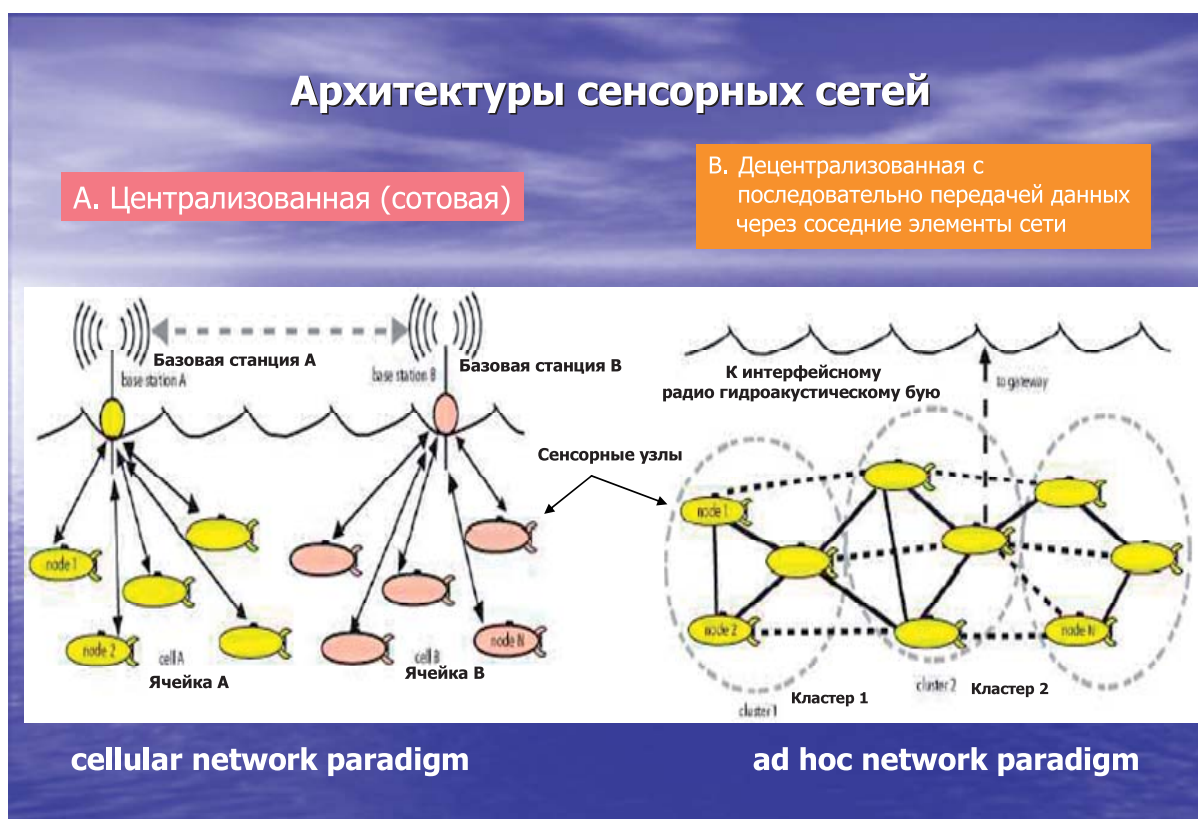 Архитектуры сенсорных сетей
А. Централизованная (сотовая)
В. Децентрализованная с
последовательно передачей данных
через соседние элементы сети
Базовая станция А
base station A
Базовая станция В
base station B
Сенсорные узлы
node 1
node 2
cell A
Ячейка А
node N
cell B
Ячейка В
К интерфейсному
радио гидроакустическому бую
to gateway
node 1
node 2
node N
cluster 1
Кластер 1
cluster 2
Кластер 2
cellular network paradigm
ad hoc network paradigm